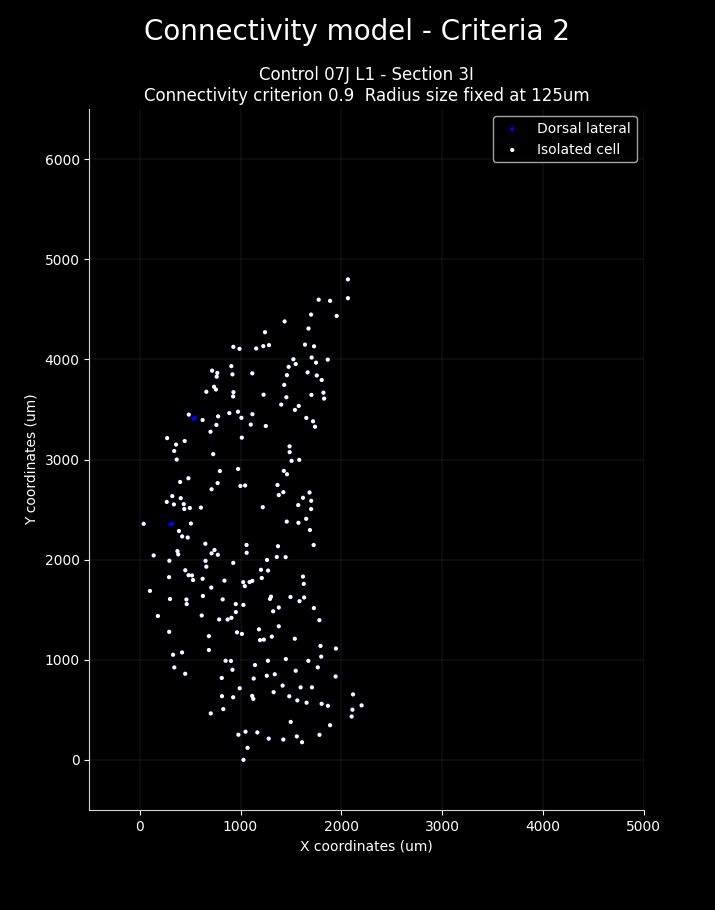 Connectivity model - Criteria 2
Control 07J L1 - Section 3I
Connectivity criterion 0.9  Radius size fixed at 125um
Dorsal lateral
Isolated cell
6000
5000
4000
3000
2000
1000
0
Y coordinates (um)
0
1000
2000
3000
4000
5000
X coordinates (um)